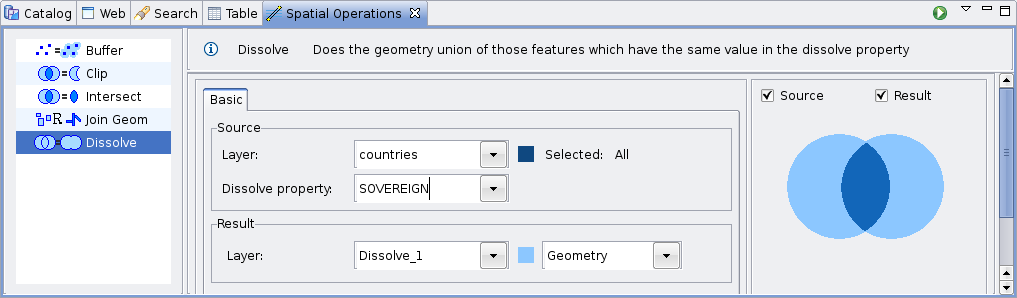 Catalog Web Search Table Spatial Operations
Dissolve Does the geometry union of those features which have the same value in the dissolve property
Buffer
Clip
Intersect
Join Geom
Dissolve
Basic
Source
Layer: countries Selected: All
Dissolve property: SOVEREIGN
Result
Layer: Dissolve_1 Geometry
Source Result